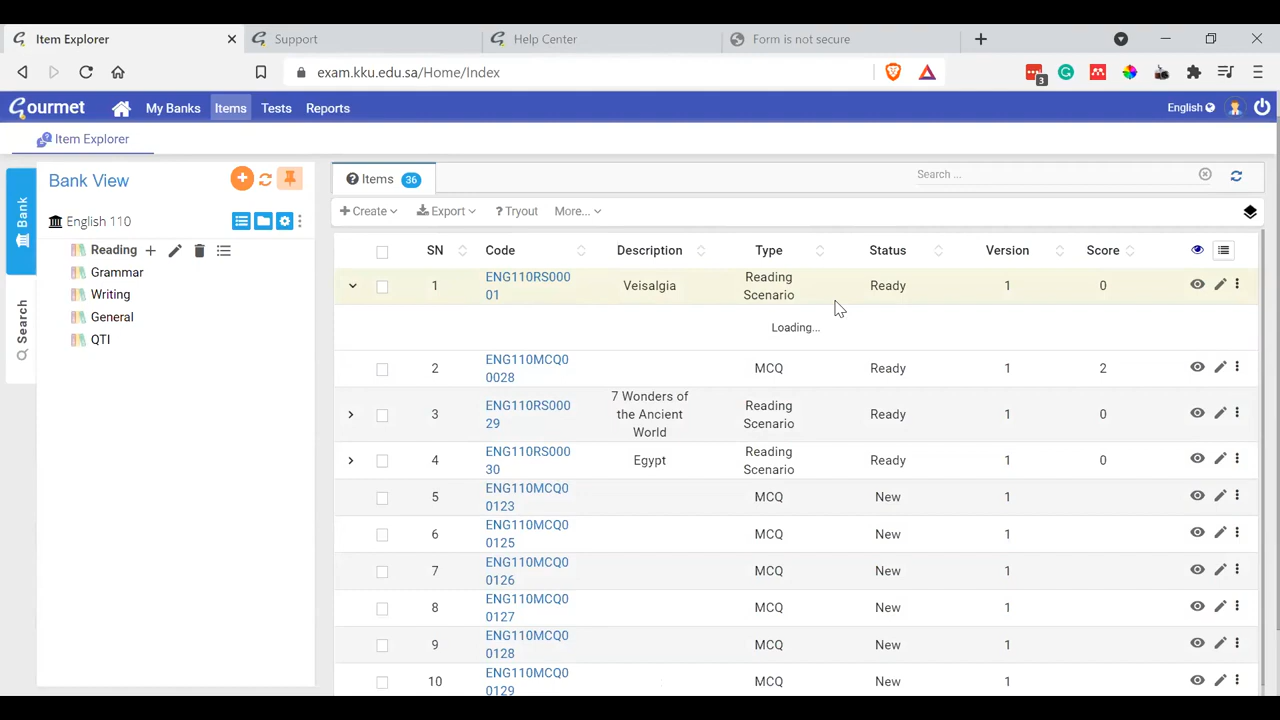 Item Explorer
Support
Help Center
Form is not secure
exam.kku.edu.sa/Home/Index
3
Gourmet
My Banks
Items
Tests
Reports
English
Item Explorer
Bank
Search
Bank View
English 110
Reading
Grammar
Writing
General
QTI
Items 36
Search ...
Create
Export
Tryout
More...
SN Code Description Type Status Version Score
1 ENG110RS000 Veisalgia Reading Ready 1 0
01 Scenario
Loading...
2 ENG110MCQ0 MCQ Ready 1 2
0028
7 Wonders of
3 ENG110RS000 the Ancient Reading Ready 1 0
29 World Scenario
4 ENG110RS000 Egypt Reading Ready 1 0
30 Scenario
5 ENG110MCQ0 MCQ New 1
0123
6 ENG110MCQ0 MCQ New 1
0125
7 ENG110MCQ0 MCQ New 1
0126
8 ENG110MCQ0 MCQ New 1
0127
9 ENG110MCQ0 MCQ New 1
0128
10 ENG110MCQ0 MCQ New 1
0129